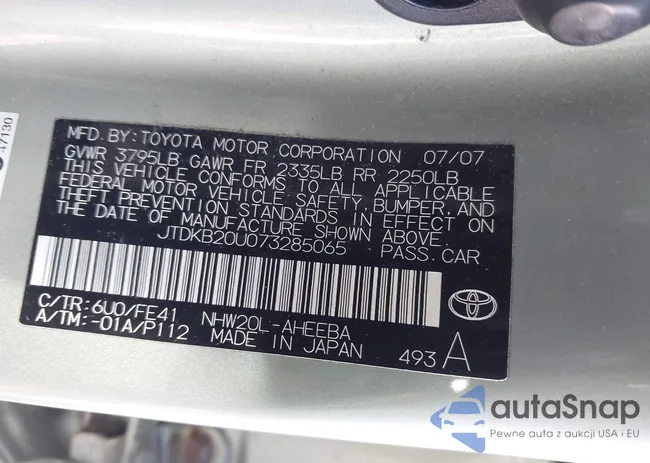 47130
MFD. BY: TOYOTA MOTOR CORPORATION 07/07
GVWR 3795LB GAWR FR 2335LB RR 2250LB
THIS VEHICLE CONFORMS TO ALL APPLICABLE
FEDERAL MOTOR VEHICLE SAFETY, BUMPER, AND
THEFT PREVENTION STANDARDS IN EFFECT ON
THE DATE OF MANUFACTURE SHOWN ABOVE.
JTDKB20U073285065 PASS. CAR
C/TR: 6U0/FE41 NHW20L-AHEEBA
A/TM: -01A/P112 MADE IN JAPAN 493 A
autaSnap
Pewne auta z aukcji USA i EU